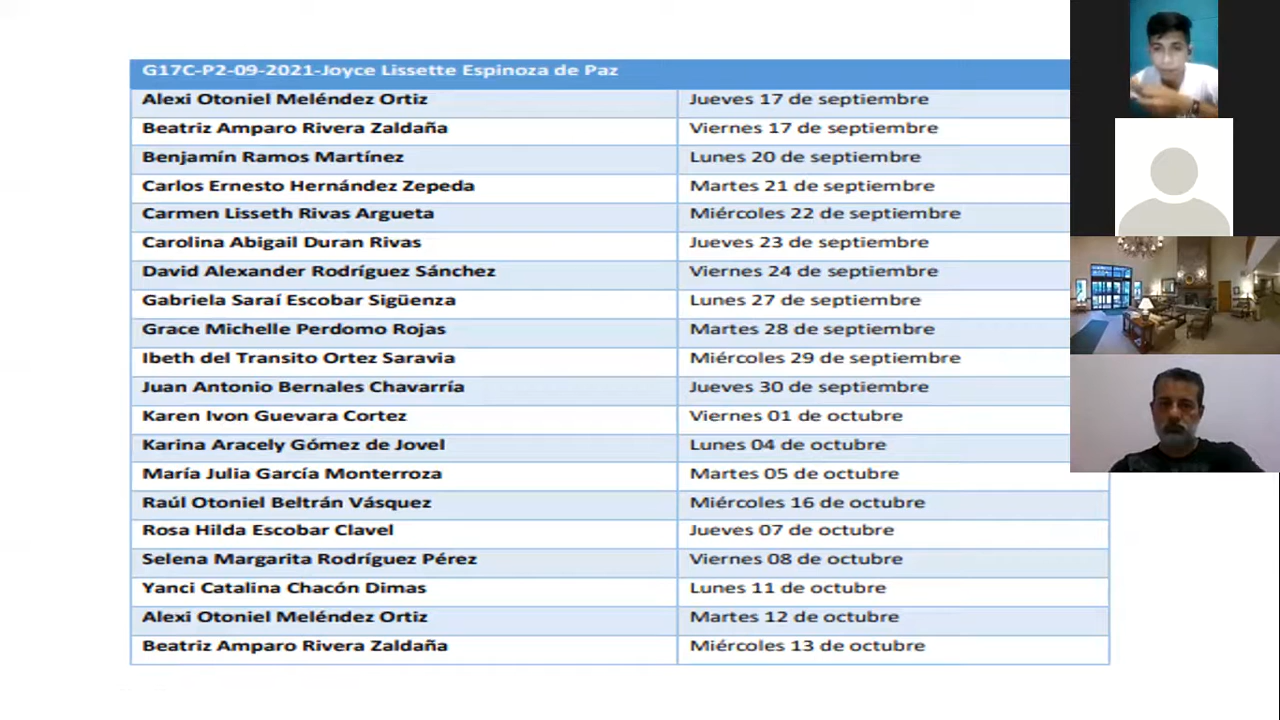 G17C-P2-09-2021-Joyce Lissette Espinoza de Paz
Alexi Otoniel Meléndez Ortiz Jueves 17 de septiembre
Beatriz Amparo Rivera Zaldaña Viernes 17 de septiembre
Benjamín Ramos Martínez Lunes 20 de septiembre
Carlos Ernesto Hernández Zepeda Martes 21 de septiembre
Carmen Lisseth Rivas Argueta Miércoles 22 de septiembre
Carolina Abigail Duran Rivas Jueves 23 de septiembre
David Alexander Rodríguez Sánchez Viernes 24 de septiembre
Gabriela Saraí Escobar Sigüenza Lunes 27 de septiembre
Grace Michelle Perdomo Rojas Martes 28 de septiembre
Ibeth del Transito Ortez Saravia Miércoles 29 de septiembre
Juan Antonio Bernales Chavarría Jueves 30 de septiembre
Karen Ivon Guevara Cortez Viernes 01 de octubre
Karina Aracely Gómez de Jovel Lunes 04 de octubre
María Julia García Monterroza Martes 05 de octubre
Raúl Otoniel Beltrán Vásquez Miércoles 16 de octubre
Rosa Hilda Escobar Clavel Jueves 07 de octubre
Selena Margarita Rodríguez Pérez Viernes 08 de octubre
Yanci Catalina Chacón Dimas Lunes 11 de octubre
Alexi Otoniel Meléndez Ortiz Martes 12 de octubre
Beatriz Amparo Rivera Zaldaña Miércoles 13 de octubre